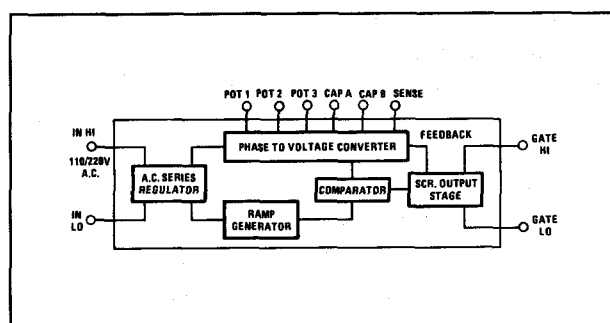 POT 1 POT 2 POT 3 CAP A CAP B SENSE
IN HI
110/220V
A.C.
PHASE TO VOLTAGE CONVERTER
FEEDBACK
GATE
HI
A.C. SERIES
REGULATOR
COMPARATOR
SCR. OUTPUT
STAGE
RAMP
GENERATOR
IN
LO
GATE
LO